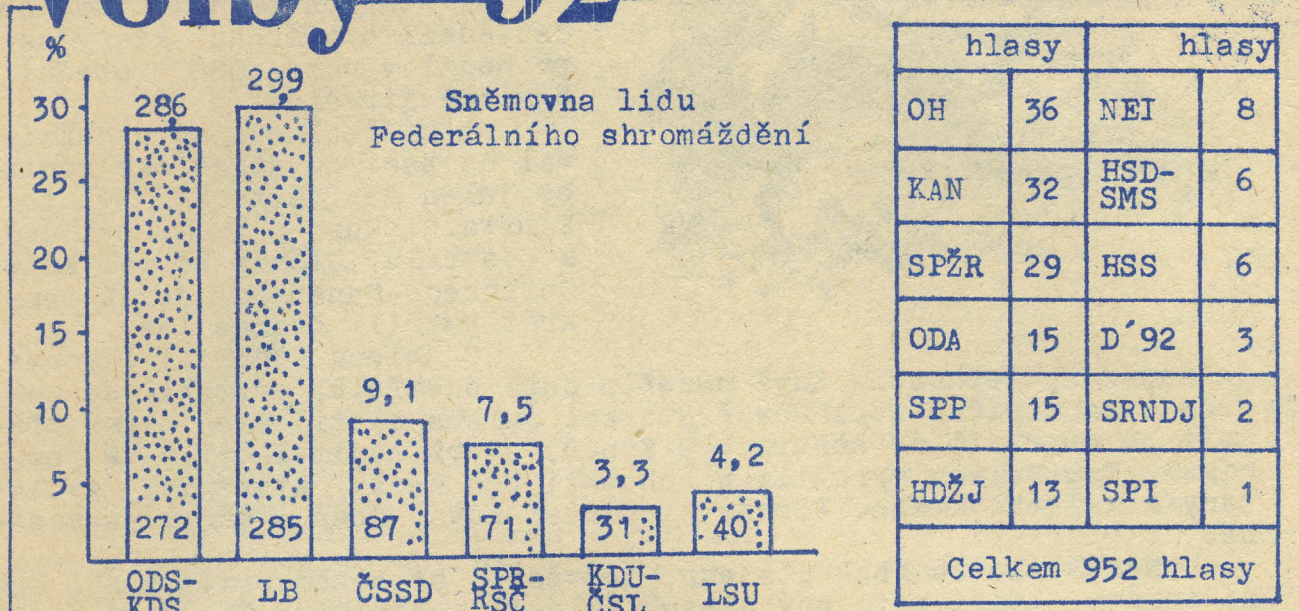 volby 92
%
30
25
20
15
10
5
Sněmovna lidu
Federálního shromáždění
286
299
9,1
7,5
3,3
4,2
272
285
87
71
31
40
ODS-
KDS
LB
ČSSD
SPR-
RSČ
KDU-
ČSL
LSU
hlasy hlasy
OH 36 NEI 8
KAN 32 HSD-
SMS 6
SPŽR 29 HSS 6
ODA 15 D´92 3
SPP 15 SRNDJ 2
HDŽJ 13 SPI 1
Celkem 952 hlasy